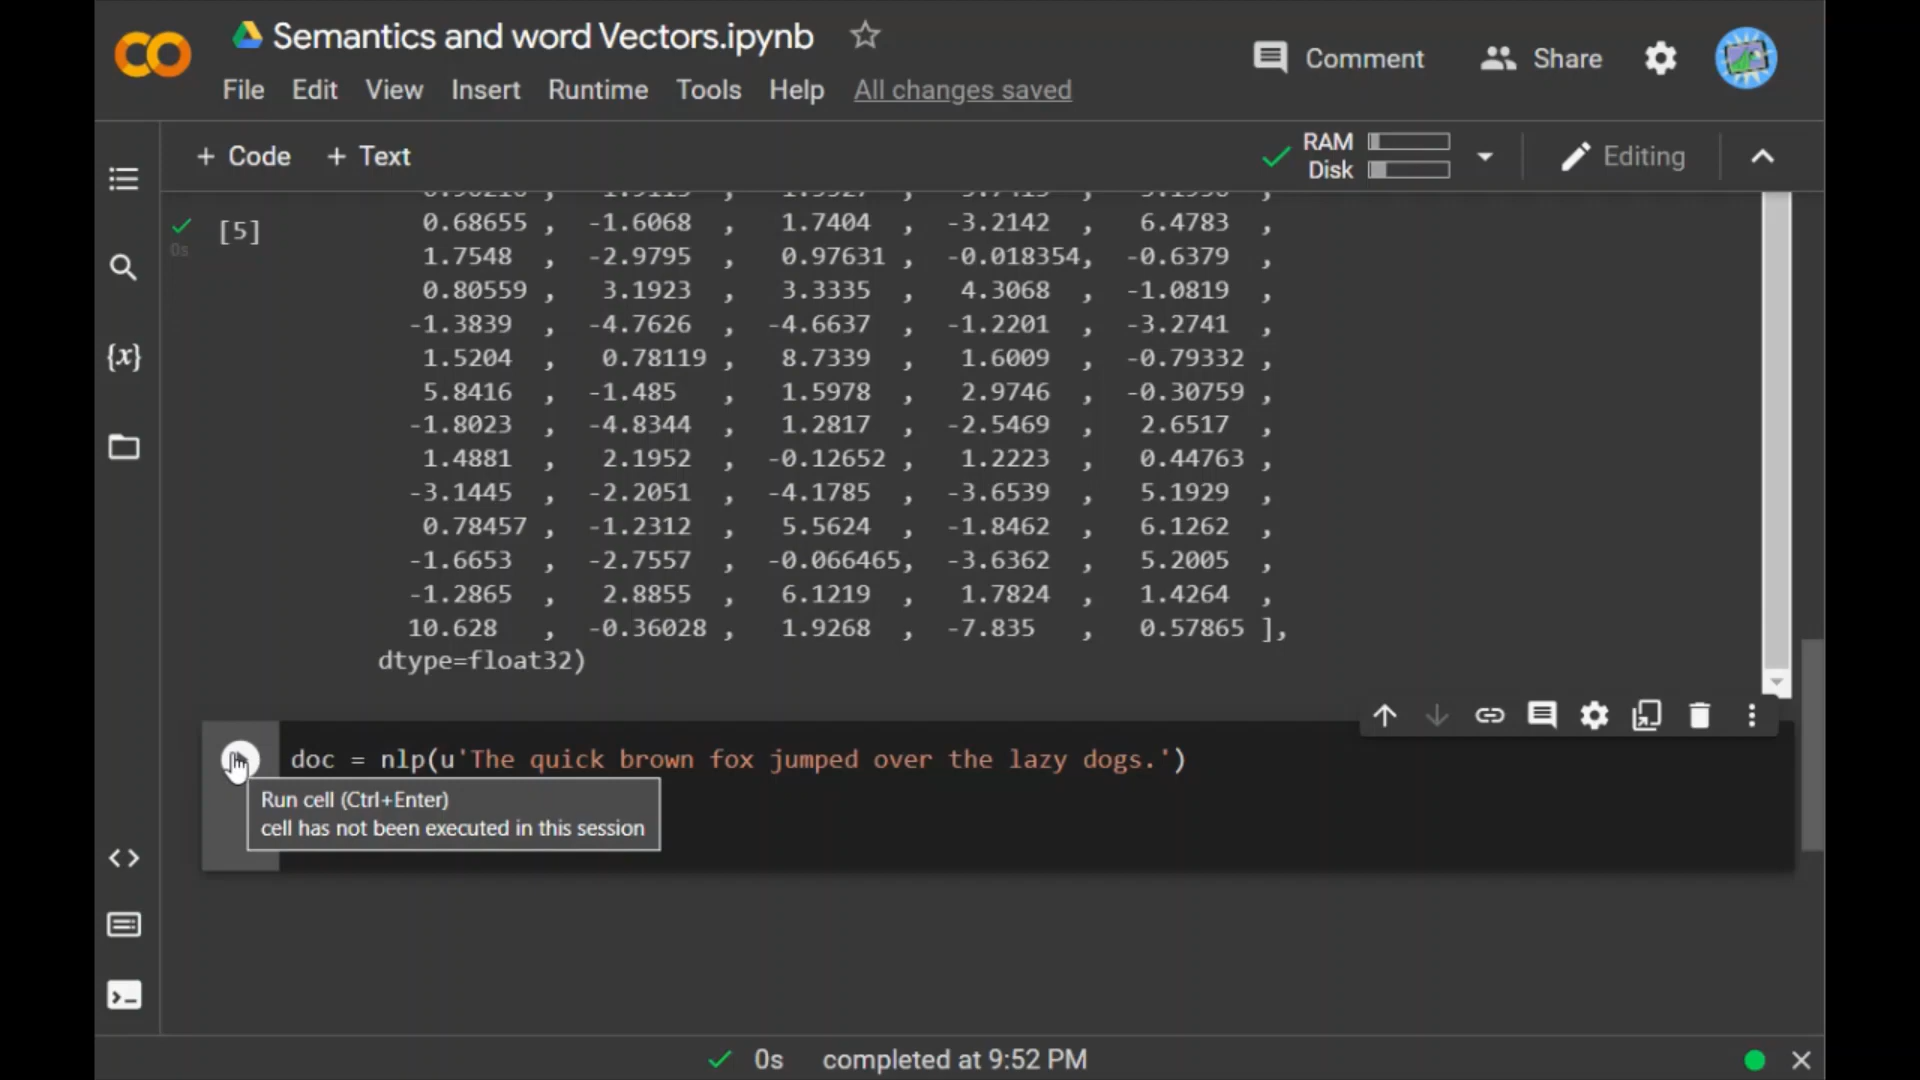 Semantics and word Vectors.ipynb
Comment
Share
File Edit View Insert Runtime Tools Help All changes saved
+ Code + Text
RAM
Disk
Editing
[5]
0s
0.68655 , -1.6068 , 1.7404 , -3.2142 , 6.4783 ,
1.7548 , -2.9795 , 0.97631 , -0.018354, -0.6379 ,
0.80559 , 3.1923 , 3.3335 , 4.3068 , -1.0819 ,
-1.3839 , -4.7626 , -4.6637 , -1.2201 , -3.2741 ,
1.5204 , 0.78119 , 8.7339 , 1.6009 , -0.79332 ,
5.8416 , -1.485 , 1.5978 , 2.9746 , -0.30759 ,
-1.8023 , -4.8344 , 1.2817 , -2.5469 , 2.6517 ,
1.4881 , 2.1952 , -0.12652 , 1.2223 , 0.44763 ,
-3.1445 , -2.2051 , -4.1785 , -3.6539 , 5.1929 ,
0.78457 , -1.2312 , 5.5624 , -1.8462 , 6.1262 ,
-1.6653 , -2.7557 , -0.066465, -3.6362 , 5.2005 ,
-1.2865 , 2.8855 , 6.1219 , 1.7824 , 1.4264 ,
10.628 , -0.36028 , 1.9268 , -7.835 , 0.57865 ],
dtype=float32)
doc = nlp(u'The quick brown fox jumped over the lazy dogs.')
Run cell (Ctrl+Enter)
cell has not been executed in this session
0s completed at 9:52 PM